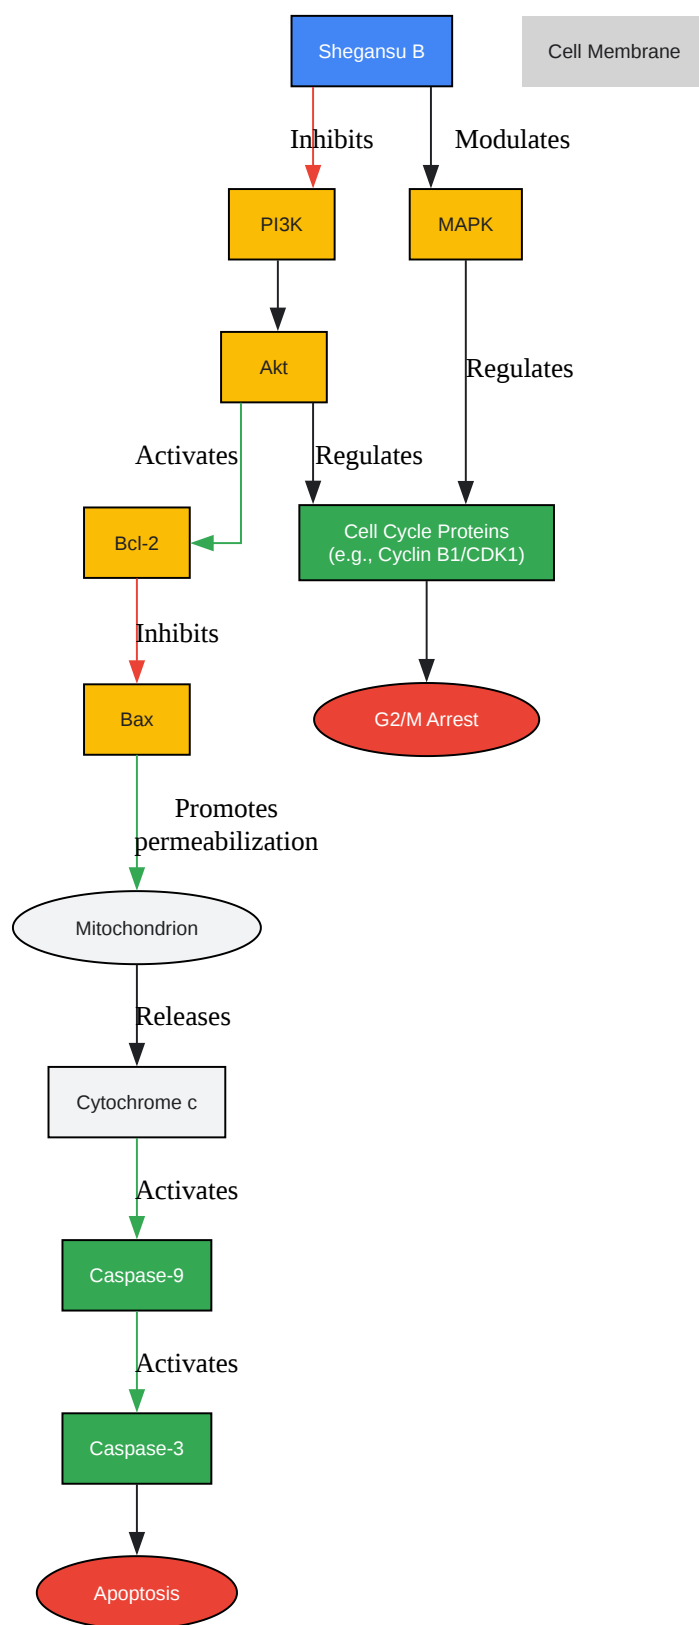 Shegansu B
Cell Membrane
Inhibits
Modulates
PI3K
MAPK
Akt
Regulates
Activates
Regulates
Bcl-2
Cell Cycle Proteins
(e.g., Cyclin B1/CDK1)
Inhibits
Bax
G2/M Arrest
Promotes
permeabilization
Mitochondrion
Releases
Cytochrome c
Activates
Caspase-9
Activates
Caspase-3
Apoptosis